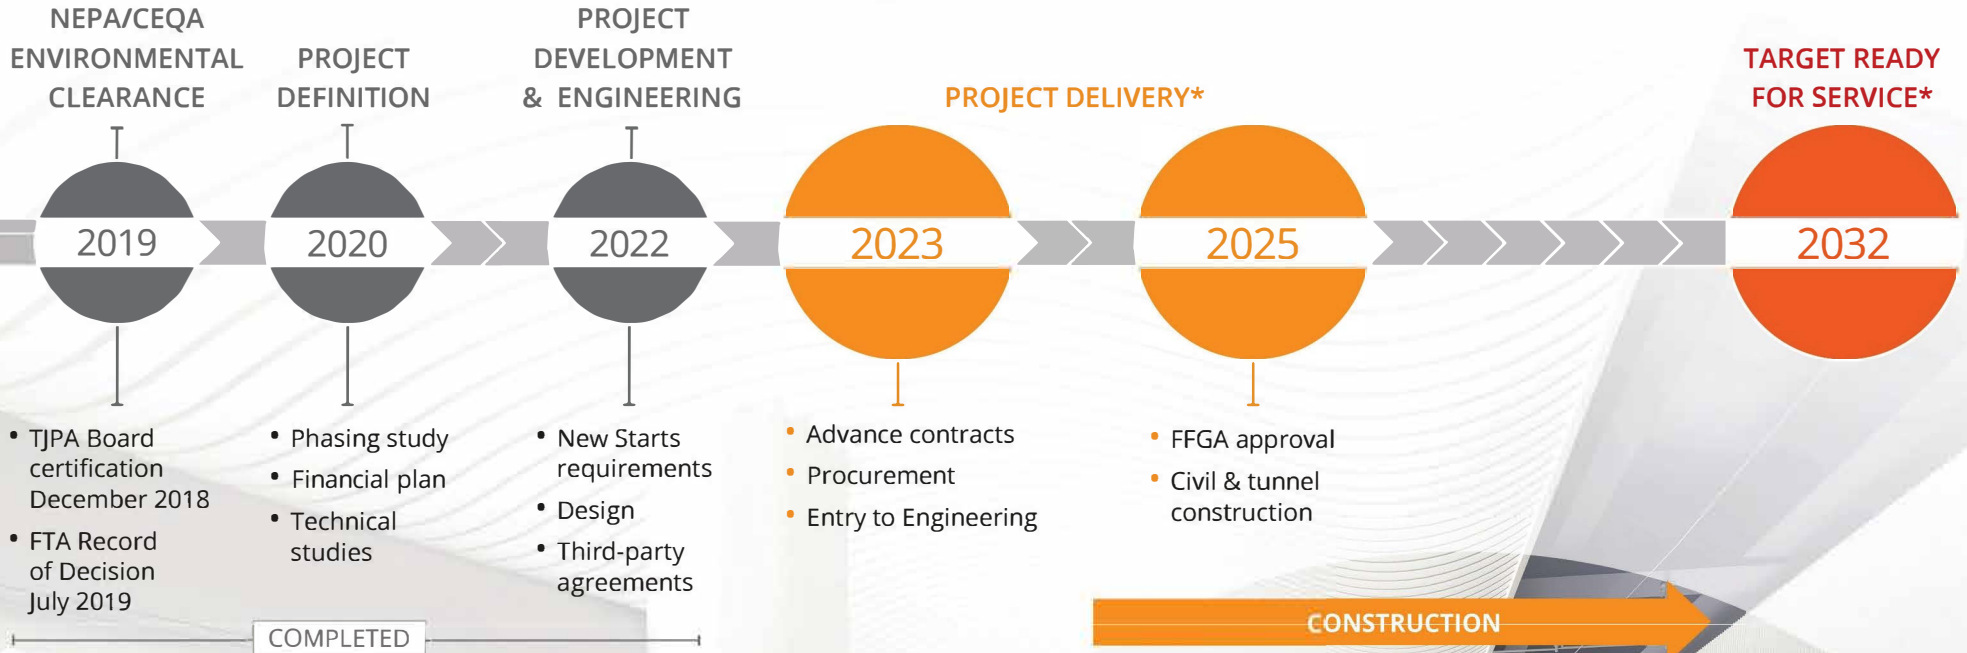 NEPA/CEQA
ENVIRONMENTAL
CLEARANCE
PROJECT
DEFINITION
PROJECT
DEVELOPMENT
& ENGINEERING
PROJECT DELIVERY*
TARGET READY
FOR SERVICE*
2019
2020
2022
2023
2025
2032
• TJPA Board
certification
December 2018
• FTA Record
of Decision
July 2019
• Phasing study
• Financial plan
• Technical
studies
• New Starts
requirements
• Design
• Third-party
agreements
• Advance contracts
• Procurement
• Entry to Engineering
• FFGA approval
• Civil & tunnel
construction
COMPLETED
CONSTRUCTION